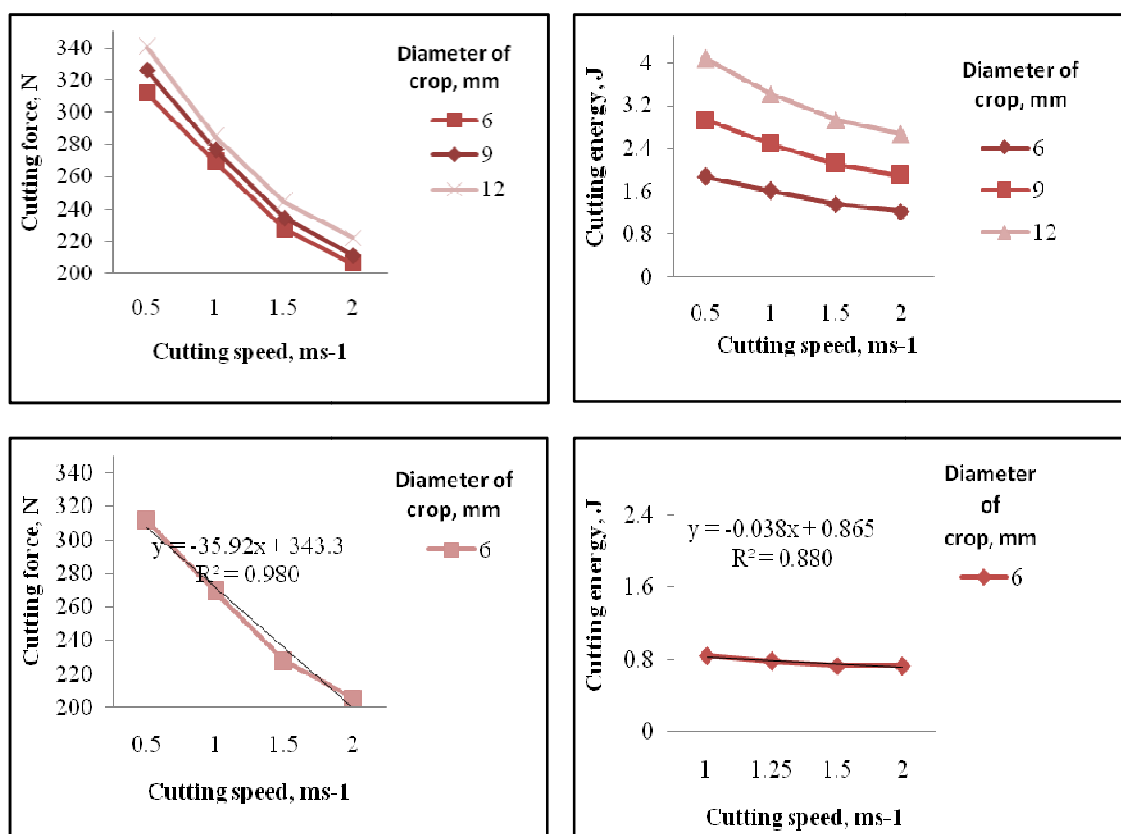 340
320
300
280
260
240
220
200
Cutting force, N
0.5 1 1.5 2
Cutting speed, ms-1
Diameter of
crop, mm
6
9
12
4
3.2
2.4
1.6
0.8
0
Cutting energy, J
0.5 1 1.5 2
Cutting speed, ms-1
Diameter of
crop, mm
6
9
12
340
320
300
280
260
240
220
200
Cutting force, N
y = -35.92x + 343.3
R² = 0.980
0.5 1 1.5 2
Cutting speed, ms-1
Diameter of
crop, mm
6
2.4
1.6
0.8
0
Cutting energy, J
y = -0.038x + 0.865
R² = 0.880
1 1.25 1.5 2
Cutting speed, ms-1
Diameter
of
crop, mm
6